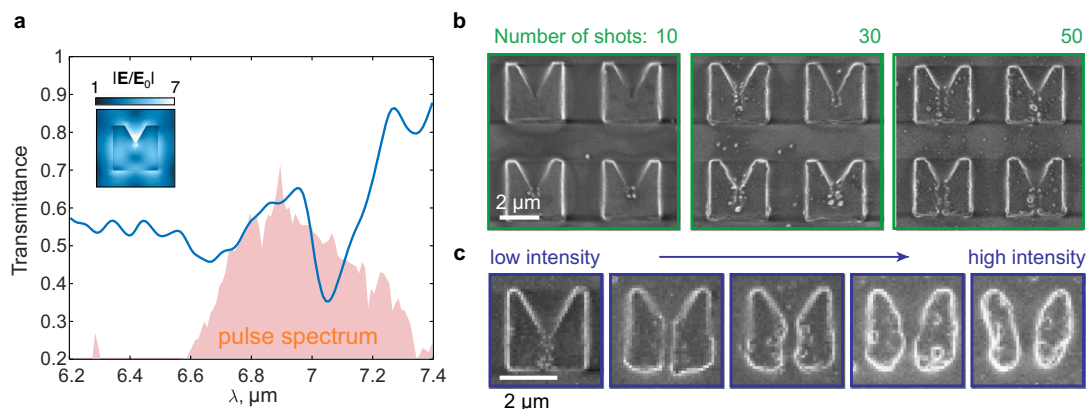 a
|E/E₀|
1 7
Transmittance
1
0.9
0.8
0.7
0.6
0.5
0.4
0.3
0.2
pulse spectrum
6.2 6.4 6.6 6.8 7 7.2 7.4
λ, μm
b
Number of shots: 10 30 50
2 μm
c
low intensity high intensity
2 μm